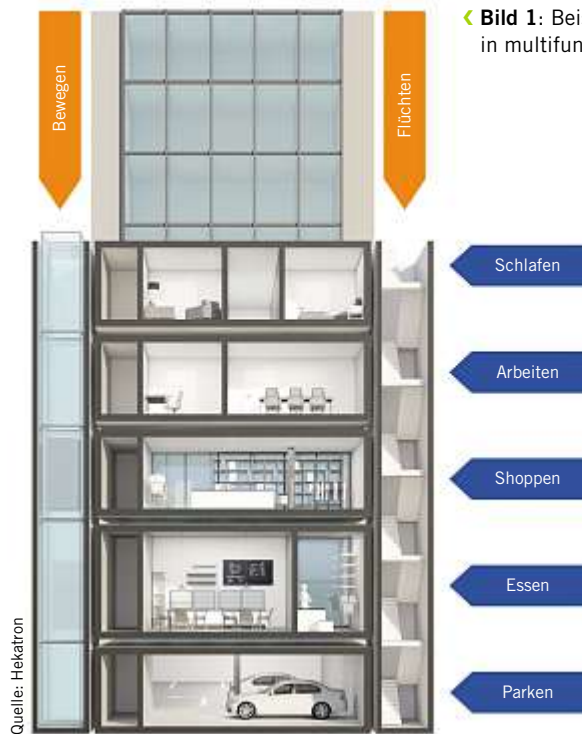 ‹ Bild 1: Bei
in multifun
Bewegen
Flüchten
Schlafen
Arbeiten
Shoppen
Essen
Parken
Quelle: Hekatron